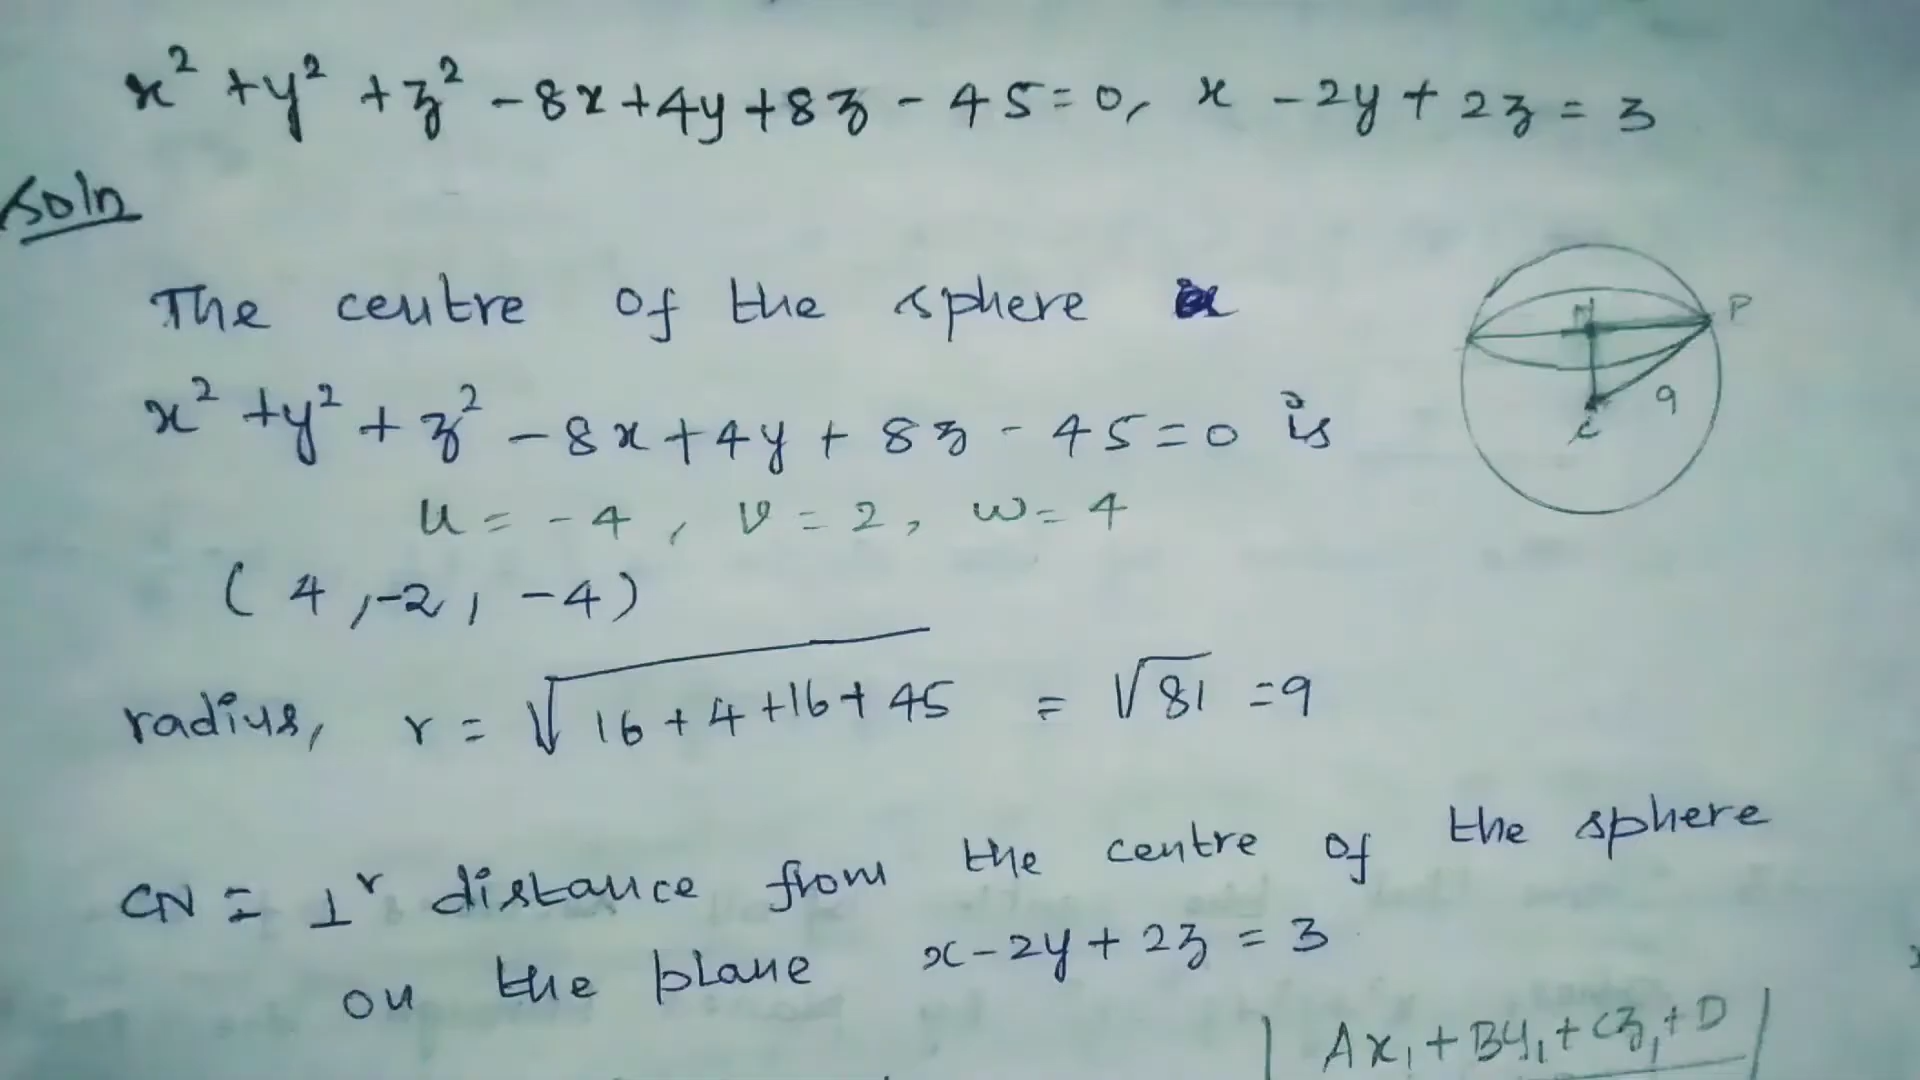 x² + y² + z² - 8x + 4y + 8z - 45 = 0, x - 2y + 2z = 3
Soln
The centre of the sphere
x² + y² + z² - 8x + 4y + 8z - 45 = 0 is
u = -4, v = 2, w = 4
(4, -2, -4)
radius, r = √16 + 4 + 16 + 45 = √81 = 9
CN = ⊥r distance from the centre of the sphere
on the plane x - 2y + 2z = 3
| Ax₁ + By₁ + Cz₁ + D |
N
P
9
C